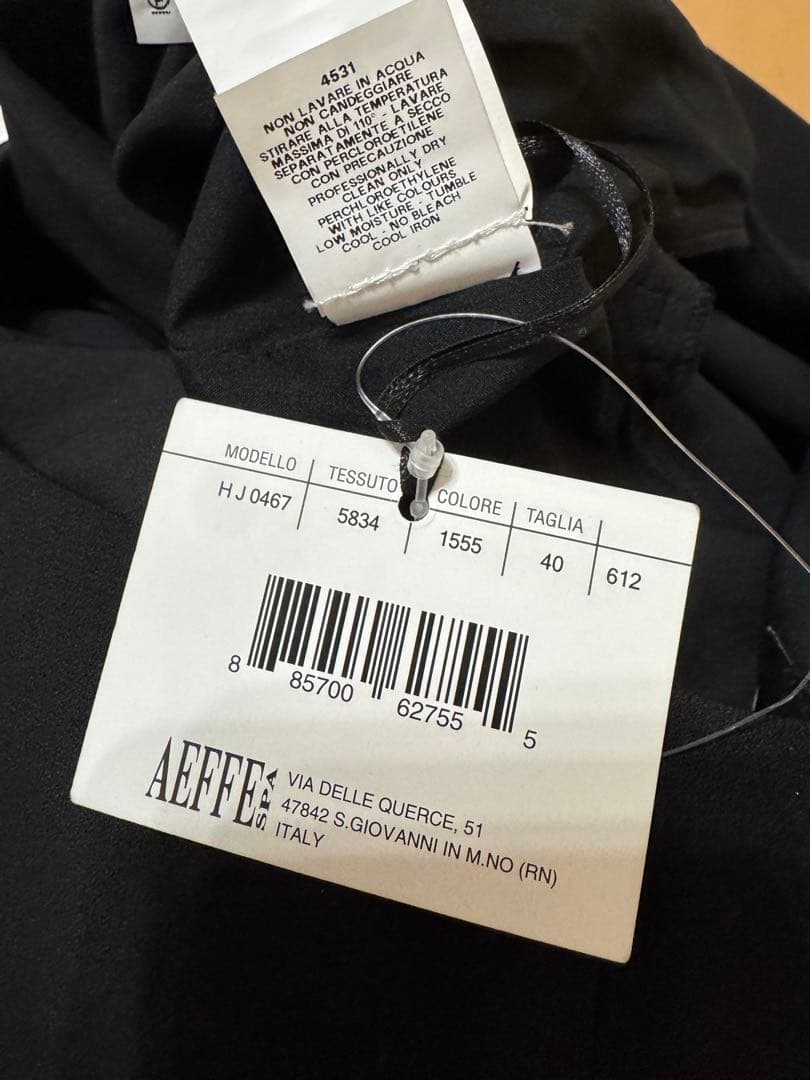 4531
NON LAVARE IN ACQUA
NON CANDEGGIARE
STIRARE ALLA TEMPERATURA
MASSIMA DI 110° - LAVARE
SEPARATAMENTE A SECCO
CON PERCLOROETILENE
CON PRECAUZIONE
PROFESSIONALLY DRY
CLEAN ONLY
PERCHLOROETHYLENE
WITH LIKE COLOURS
LOW MOISTURE - TUMBLE
COOL - NO BLEACH
COOL IRON
MODELLO TESSUTO COLORE TAGLIA
H J 0467 5834 1555 40 612
8 85700 62755 5
AEFFE SPA
VIA DELLE QUERCE, 51
47842 S.GIOVANNI IN M.NO (RN)
ITALY